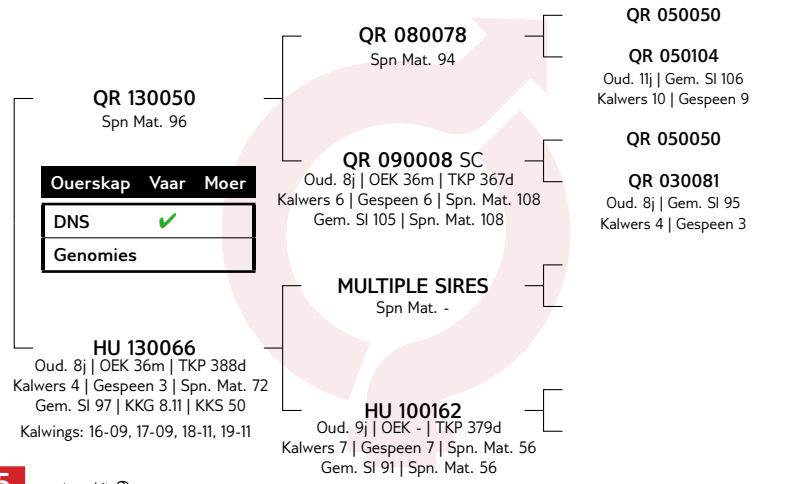 QR 130050
Spn Mat. 96
QR 080078
Spn Mat. 94
QR 050050
QR 050104
Oud. 11j | Gem. SI 106
Kalwers 10 | Gespeen 9
QR 090008 SC
Oud. 8j | OEK 36m | TKP 367d
Kalwers 6 | Gespeen 6 | Spn. Mat. 108
Gem. SI 105 | Spn. Mat. 108
QR 050050
QR 030081
Oud. 8j | Gem. SI 95
Kalwers 4 | Gespeen 3
Ouerskap Vaar Moer
DNS ✔
Genomies
HU 130066
Oud. 8j | OEK 36m | TKP 388d
Kalwers 4 | Gespeen 3 | Spn. Mat. 72
Gem. SI 97 | KKG 8.11 | KKS 50
Kalwings: 16-09, 17-09, 18-11, 19-11
MULTIPLE SIRES
Spn Mat. -
HU 100162
Oud. 9j | OEK - | TKP 379d
Kalwers 7 | Gespeen 7 | Spn. Mat. 56
Gem. SI 91 | Spn. Mat. 56